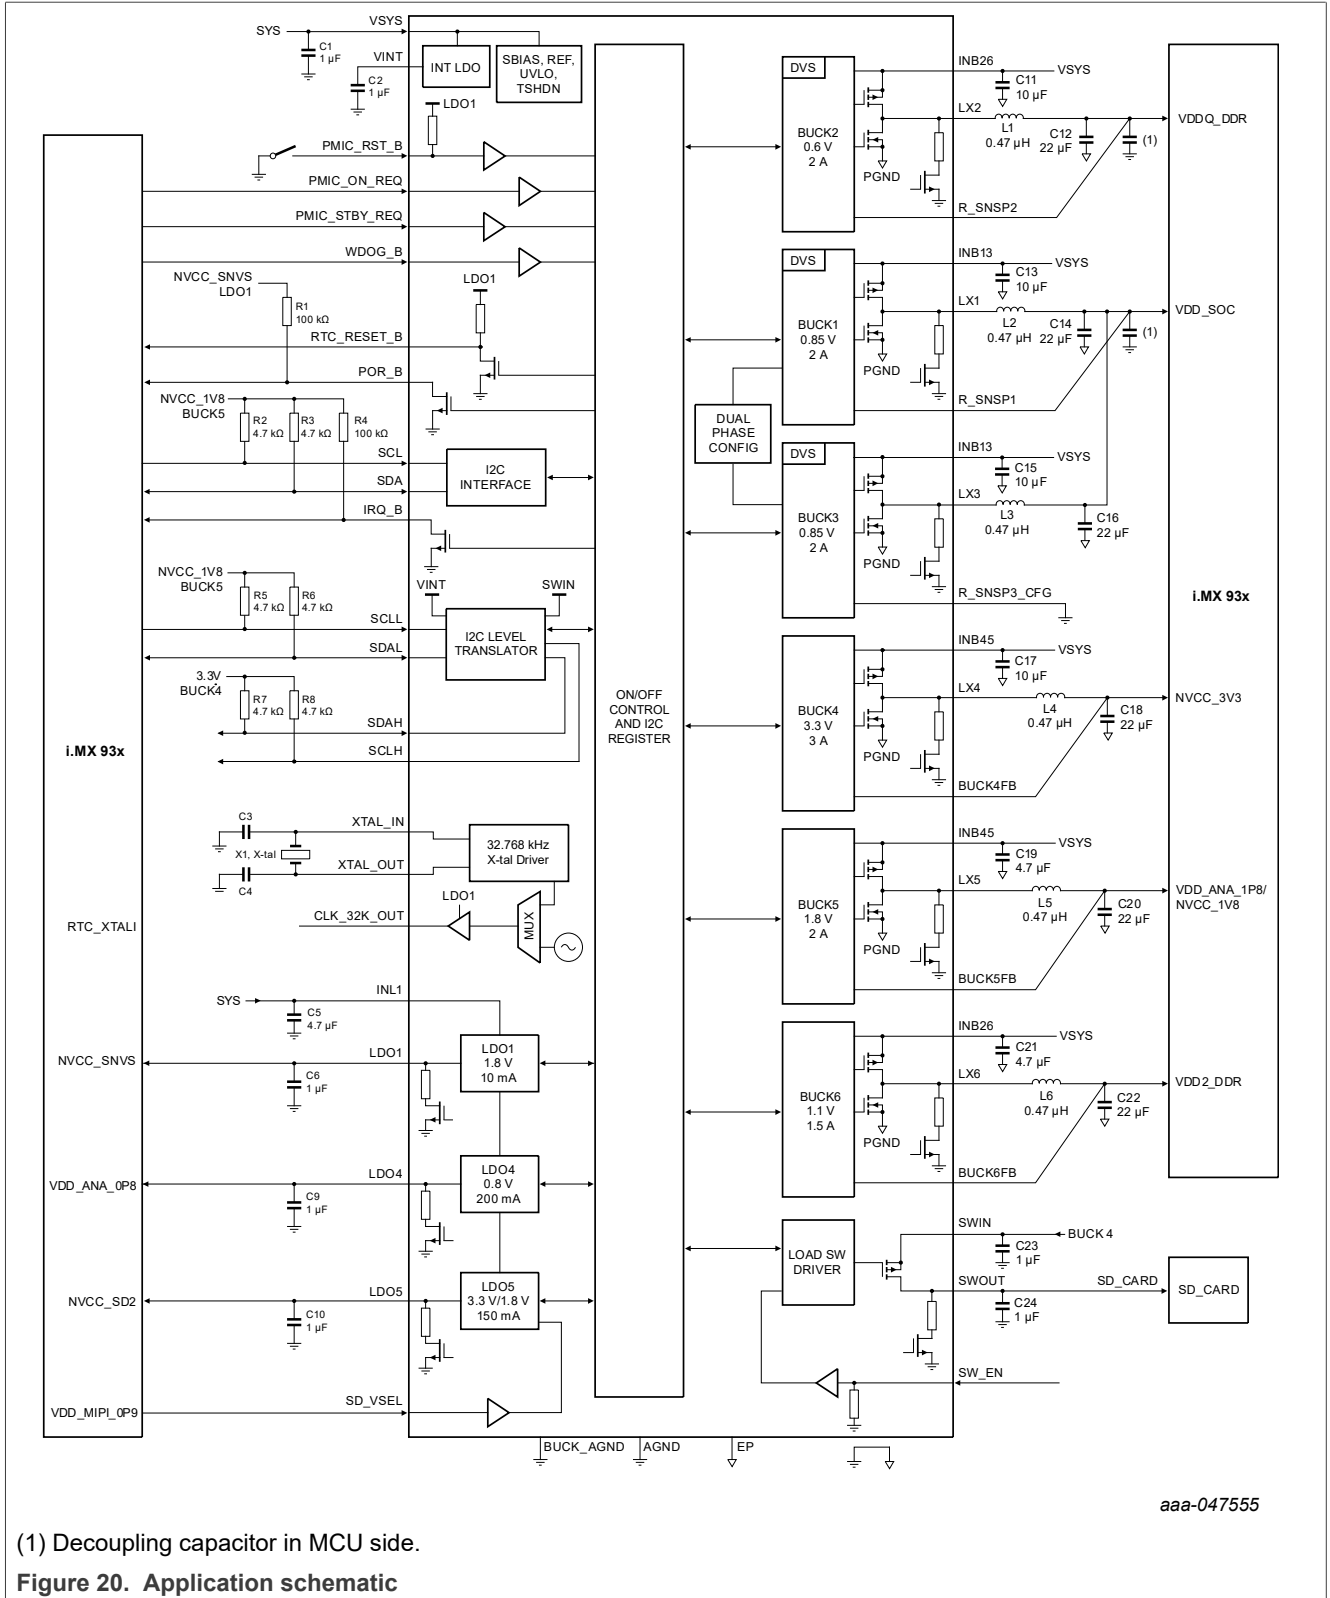 SYS
VSYS
C1
1 µF
VINT
C2
1 µF
INT LDO
SBIAS, REF,
UVLO,
TSHDN
LDO1
PMIC_RST_B
PMIC_ON_REQ
PMIC_STBY_REQ
WDOG_B
NVCC_SNVS
LDO1
R1
100 kΩ
LDO1
RTC_RESET_B
POR_B
NVCC_1V8
BUCK5
R2
4.7 kΩ
R3
4.7 kΩ
R4
100 kΩ
SCL
SDA
I2C
INTERFACE
IRQ_B
NVCC_1V8
BUCK5
R5
4.7 kΩ
R6
4.7 kΩ
VINT
SWIN
SCLL
SDAL
I2C LEVEL
TRANSLATOR
3.3V
BUCK4
R7
4.7 kΩ
R8
4.7 kΩ
SDAH
SCLH
i.MX 93x
C3
XTAL_IN
X1, X-tal
XTAL_OUT
C4
32.768 kHz
X-tal Driver
LDO1
CLK_32K_OUT
MUX
RTC_XTALI
SYS
INL1
C5
4.7 µF
NVCC_SNVS
LDO1
C6
1 µF
LDO1
1.8 V
10 mA
VDD_ANA_0P8
LDO4
C9
1 µF
LDO4
0.8 V
200 mA
NVCC_SD2
LDO5
C10
1 µF
LDO5
3.3 V/1.8 V
150 mA
VDD_MIPI_0P9
SD_VSEL
ON/OFF
CONTROL
AND I2C
REGISTER
DVS
BUCK2
0.6 V
2 A
PGND
INB26
VSYS
C11
10 µF
LX2
L1
0.47 µH
C12
22 µF
(1)
VDDQ_DDR
R_SNSP2
DVS
BUCK1
0.85 V
2 A
PGND
INB13
VSYS
C13
10 µF
LX1
L2
0.47 µH
C14
22 µF
(1)
VDD_SOC
R_SNSP1
DUAL
PHASE
CONFIG
DVS
BUCK3
0.85 V
2 A
PGND
INB13
VSYS
C15
10 µF
LX3
L3
0.47 µH
C16
22 µF
R_SNSP3_CFG
i.MX 93x
BUCK4
3.3 V
3 A
PGND
INB45
VSYS
C17
10 µF
LX4
L4
0.47 µH
C18
22 µF
NVCC_3V3
BUCK4FB
BUCK5
1.8 V
2 A
PGND
INB45
VSYS
C19
4.7 µF
LX5
L5
0.47 µH
C20
22 µF
VDD_ANA_1P8/
NVCC_1V8
BUCK5FB
BUCK6
1.1 V
1.5 A
PGND
INB26
VSYS
C21
4.7 µF
LX6
L6
0.47 µH
C22
22 µF
VDD2_DDR
BUCK6FB
LOAD SW
DRIVER
SWIN
BUCK 4
C23
1 µF
SWOUT
SD_CARD
C24
1 µF
SD_CARD
SW_EN
BUCK_AGND
AGND
EP
aaa-047555
(1) Decoupling capacitor in MCU side.
Figure 20. Application schematic